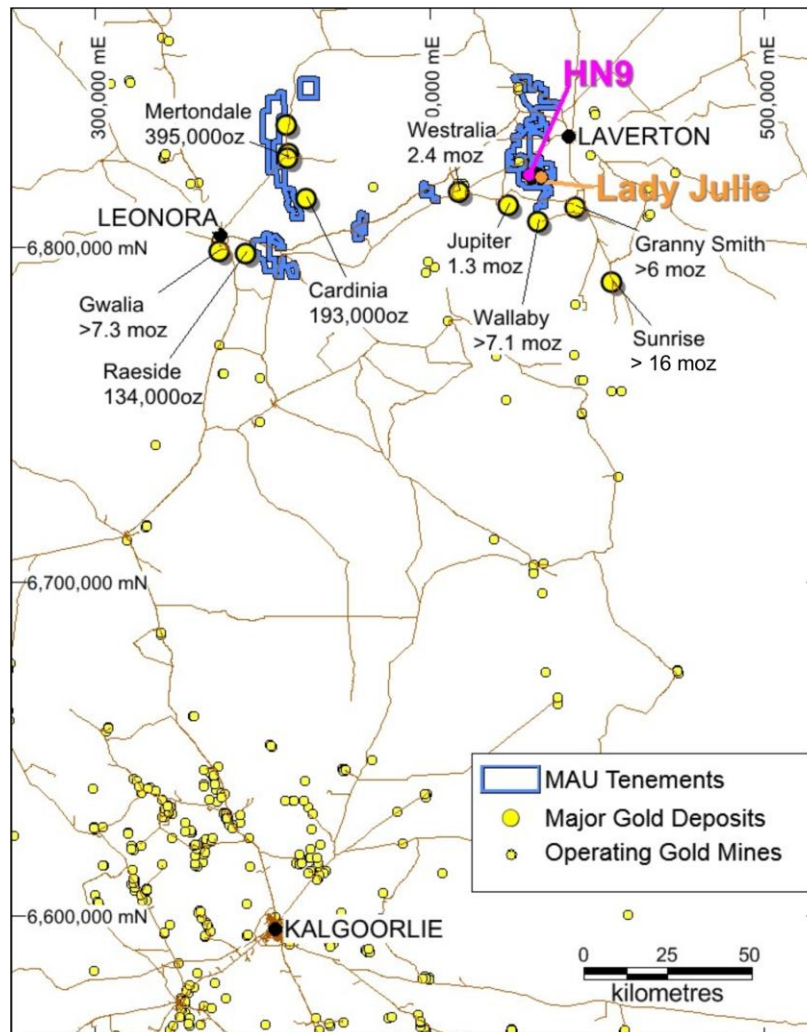 300,000 mE
0,000 mE
500,000 mE
HN9
Mertondale
395,000oz
Westralia
2.4 moz
LAVERTON
Lady Julie
LEONORA
6,800,000 mN
Jupiter
1.3 moz
Granny Smith
>6 moz
Gwalia
>7.3 moz
Cardinia
193,000oz
Wallaby
>7.1 moz
Sunrise
> 16 moz
Raeside
134,000oz
6,700,000 mN
MAU Tenements
Major Gold Deposits
Operating Gold Mines
6,600,000 mN
KALGOORLIE
0 25 50
kilometres